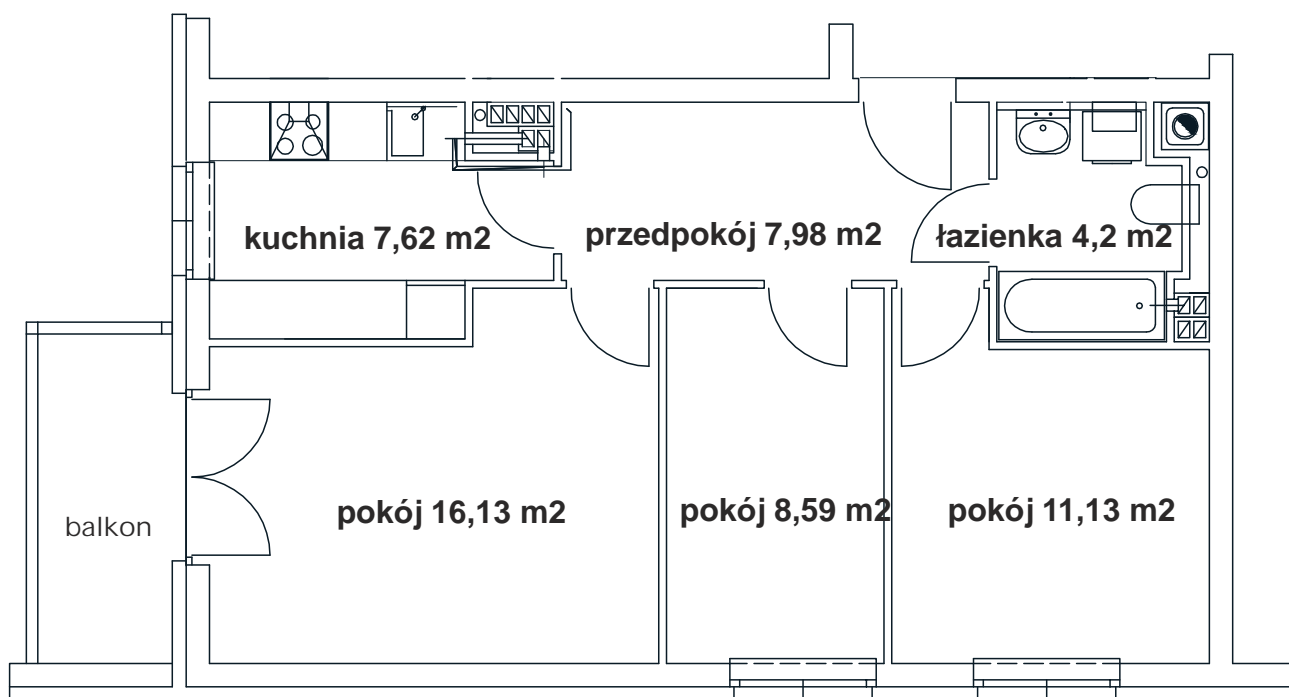 kuchnia 7,62 m2
przedpokój 7,98 m2
łazienka 4,2 m2
pokój 16,13 m2
pokój 8,59 m2
pokój 11,13 m2
balkon